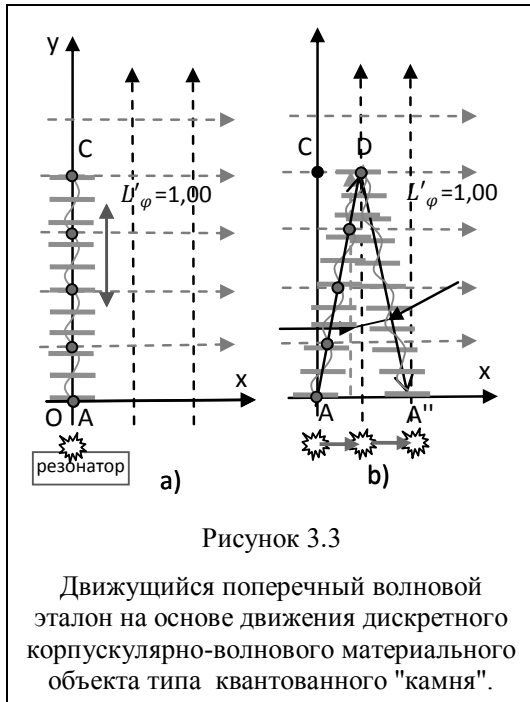 y
C
L'φ=1,00
x
O A
резонатор
a)
C D
L'φ=1,00
x
A A"
b)
Рисунок 3.3
Движущийся поперечный волновой
эталон на основе движения дискретного
корпускулярно-волнового материального
объекта типа квантованного "камня".